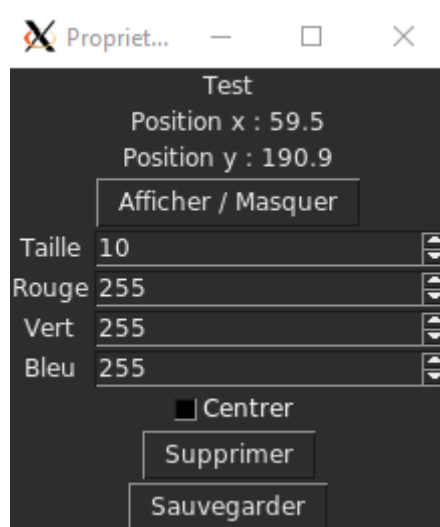 Propriet...
Test
Position x : 59.5
Position y : 190.9
Afficher / Masquer
Taille 10
Rouge 255
Vert 255
Bleu 255
Centrer
Supprimer
Sauvegarder